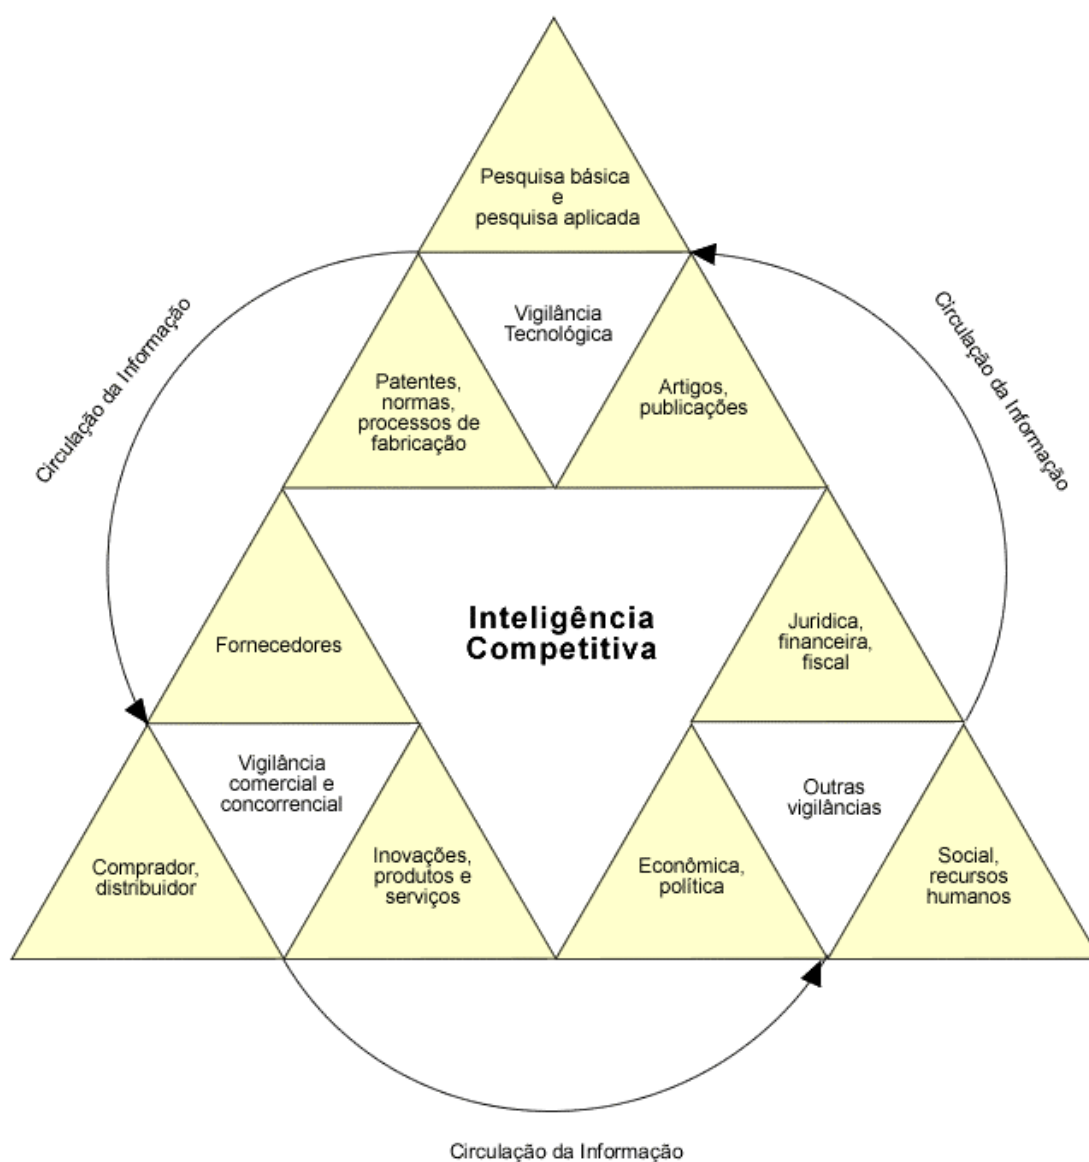 Pesquisa básica
e
pesquisa aplicada
Vigilância
Tecnológica
Patentes,
normas,
processos de
fabricação
Artigos,
publicações
Circulação da Informação
Circulação da Informação
Inteligência
Competitiva
Fornecedores
Juridica,
financeira,
fiscal
Vigilância
comercial e
concorrencial
Outras
vigilâncias
Comprador,
distribuidor
Inovações,
produtos e
serviços
Econômica,
política
Social,
recursos
humanos
Circulação da Informação